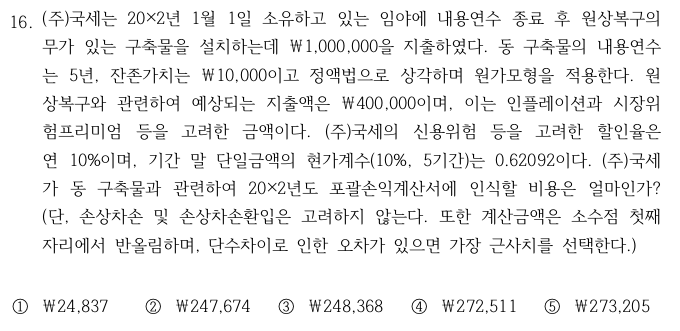 16. (주)국세는 20×2년 1월 1일 소유하고 있는 임야에 내용연수 종료 후 원상복구의
무가 있는 구축물을 설치하는데 ₩1,000,000을 지출하였다. 동 구축물의 내용연수
는 5년, 잔존가치는 ₩10,000이고 정액법으로 상각하며 원가모형을 적용한다. 원
상복구와 관련하여 예상되는 지출액은 ₩400,000이며, 이는 인플레이션과 시장위
험프리미엄 등을 고려한 금액이다. (주)국세의 신용위험 등을 고려한 할인율은
연 10%이며, 기간 말 단일금액의 현가계수(10%, 5기간)는 0.62092이다. (주)국세
가 동 구축물과 관련하여 20×2년도 포괄손익계산서에 인식할 비용은 얼마인가?
(단, 손상차손 및 손상차손환입은 고려하지 않는다. 또한 계산금액은 소수점 첫째
자리에서 반올림하며, 단수차이로 인한 오차가 있으면 가장 근사치를 선택한다.)
① ₩24,837 ② ₩247,674 ③ ₩248,368 ④ ₩272,511 ⑤ ₩273,205